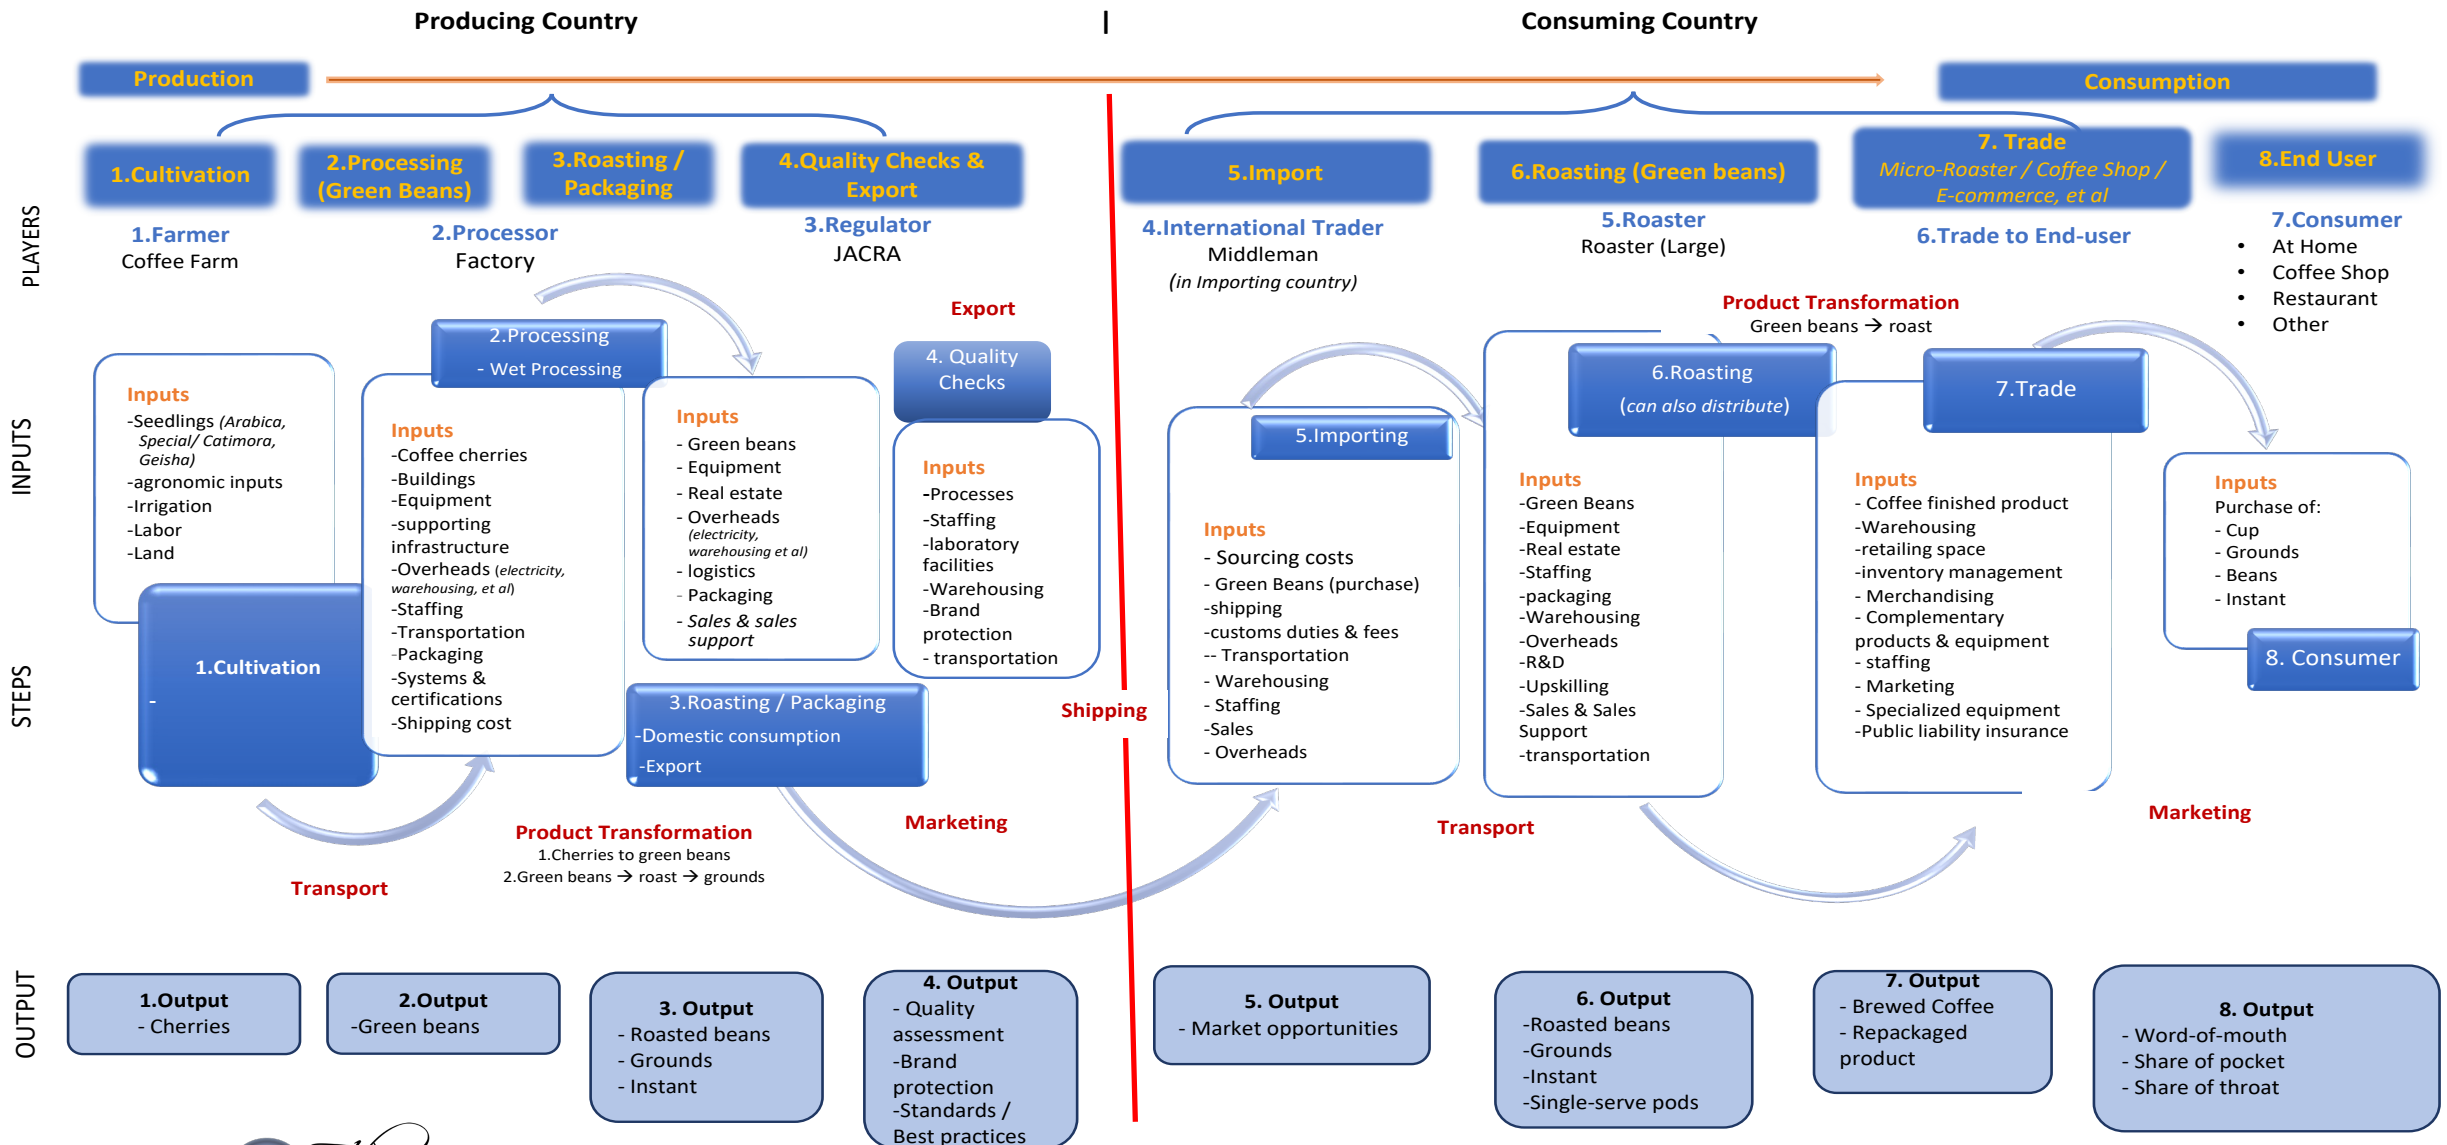 Producing Country | Consuming Country
Production
Consumption
1.Cultivation
2.Processing
(Green Beans)
3.Roasting /
Packaging
4.Quality Checks &
Export
5.Import
6.Roasting (Green beans)
7. Trade
Micro-Roaster / Coffee Shop /
E-commerce, et al
8.End User
PLAYERS
1.Farmer
Coffee Farm
2.Processor
Factory
3.Regulator
JACRA
4.International Trader
Middleman
(in Importing country)
5.Roaster
Roaster (Large)
6.Trade to End-user
7.Consumer
• At Home
• Coffee Shop
• Restaurant
• Other
Export
Product Transformation
Green beans → roast
INPUTS
STEPS
Inputs
-Seedlings (Arabica,
Special/ Catimora,
Geisha)
-agronomic inputs
-Irrigation
-Labor
-Land
1.Cultivation
-
2.Processing
- Wet Processing
Inputs
-Coffee cherries
-Buildings
-Equipment
-supporting
infrastructure
-Overheads (electricity,
warehousing, et al)
-Staffing
-Transportation
-Packaging
-Systems &
certifications
-Shipping cost
Inputs
- Green beans
- Equipment
- Real estate
- Overheads
(electricity,
warehousing et al)
- logistics
- Packaging
- Sales & sales
support
3.Roasting / Packaging
-Domestic consumption
-Export
4. Quality
Checks
Inputs
-Processes
-Staffing
-laboratory
facilities
-Warehousing
-Brand
protection
- transportation
Shipping
5.Importing
Inputs
- Sourcing costs
- Green Beans (purchase)
-shipping
-customs duties & fees
-- Transportation
- Warehousing
- Staffing
-Sales
- Overheads
6.Roasting
(can also distribute)
Inputs
-Green Beans
-Equipment
-Real estate
-Staffing
-packaging
-Warehousing
-Overheads
-R&D
-Upskilling
-Sales & Sales
Support
-transportation
7.Trade
Inputs
- Coffee finished product
-Warehousing
-retailing space
-inventory management
- Merchandising
- Complementary
products & equipment
- staffing
- Marketing
- Specialized equipment
-Public liability insurance
Inputs
Purchase of:
- Cup
- Grounds
- Beans
- Instant
8. Consumer
Transport
Product Transformation
1.Cherries to green beans
2.Green beans → roast → grounds
Marketing
Transport
Marketing
OUTPUT
1.Output
- Cherries
2.Output
-Green beans
3. Output
- Roasted beans
- Grounds
- Instant
4. Output
- Quality
assessment
-Brand
protection
-Standards /
Best practices
5. Output
- Market opportunities
6. Output
-Roasted beans
-Grounds
-Instant
-Single-serve pods
7. Output
- Brewed Coffee
- Repackaged
product
8. Output
- Word-of-mouth
- Share of pocket
- Share of throat